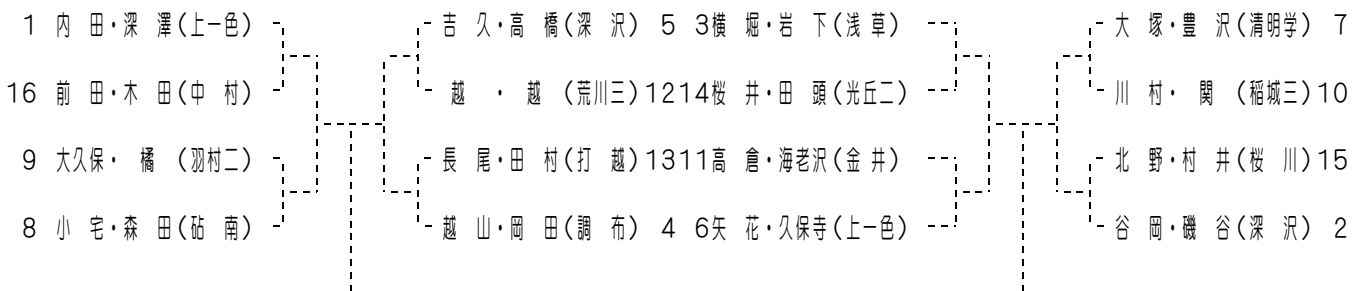 1 内 田・深 澤(上一色) 吉 久・高 橋(深 沢) 5 3横 堀・岩 下(浅 草) 大 塚・豊 沢(清明学) 7
16 前 田・木 田(中 村) 越 ・ 越 (荒川三)12 14桜 井・田 頭(光丘二) 川 村・ 関 (稲城三)10
9 大久保・ 橘 (羽村二) 長 尾・田 村(打 越)13 11高 倉・海老沢(金 井) 北 野・村 井(桜 川)15
8 小 宅・森 田(砧 南) 越 山・岡 田(調 布) 4 6矢 花・久保寺(上一色) 谷 岡・磯 谷(深 沢) 2